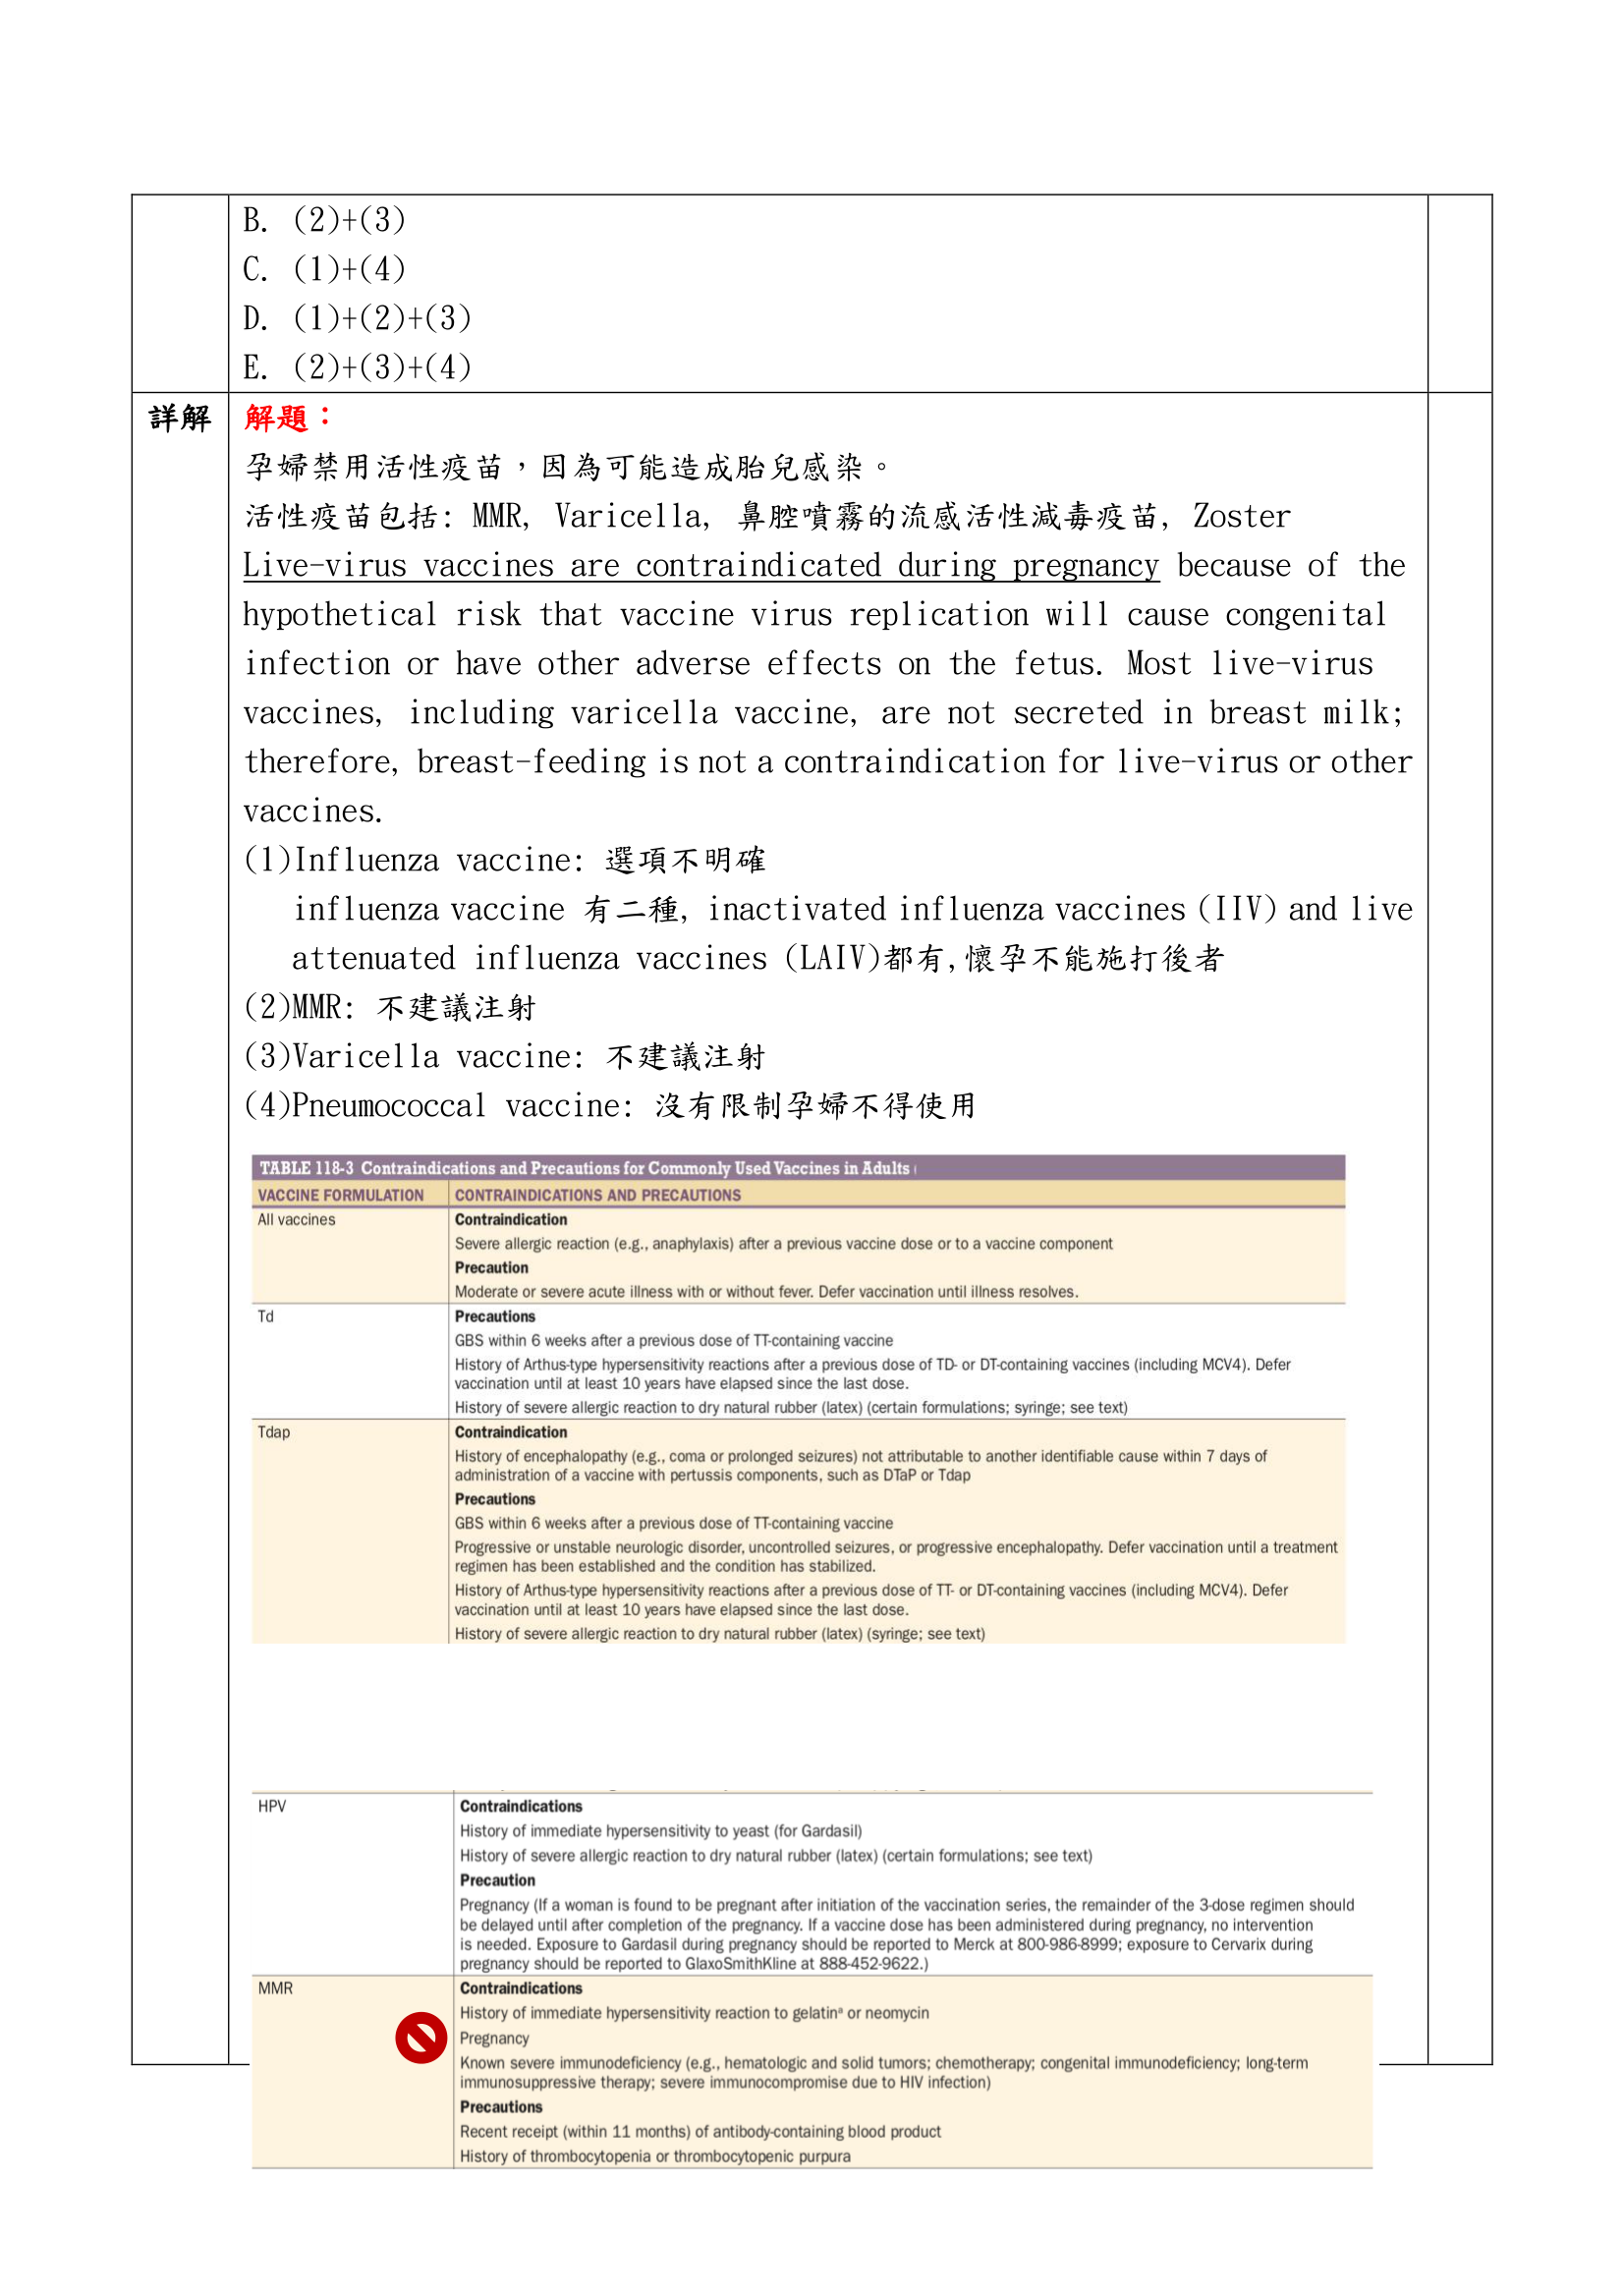 B. (2)+(3)
C. (1)+(4)
D. (1)+(2)+(3)
E. (2)+(3)+(4)
詳解
解題：
孕婦禁用活性疫苗，因為可能造成胎兒感染。
活性疫苗包括: MMR, Varicella, 鼻腔噴霧的流感活性減毒疫苗, Zoster
Live-virus vaccines are contraindicated during pregnancy because of the
hypothetical risk that vaccine virus replication will cause congenital
infection or have other adverse effects on the fetus. Most live-virus
vaccines, including varicella vaccine, are not secreted in breast milk;
therefore, breast-feeding is not a contraindication for live-virus or other
vaccines.
(1)Influenza vaccine: 選項不明確
influenza vaccine 有二種, inactivated influenza vaccines (IIV) and live
attenuated influenza vaccines (LAIV)都有,懷孕不能施打後者
(2)MMR: 不建議注射
(3)Varicella vaccine: 不建議注射
(4)Pneumococcal vaccine: 沒有限制孕婦不得使用
TABLE 118-3 Contraindications and Precautions for Commonly Used Vaccines in Adults (
VACCINE FORMULATION CONTRAINDICATIONS AND PRECAUTIONS
All vaccines Contraindication
Severe allergic reaction (e.g., anaphylaxis) after a previous vaccine dose or to a vaccine component
Precaution
Moderate or severe acute illness with or without fever. Defer vaccination until illness resolves.
Td Precautions
GBS within 6 weeks after a previous dose of TT-containing vaccine
History of Arthus-type hypersensitivity reactions after a previous dose of TD- or DT-containing vaccines (including MCV4). Defer
vaccination until at least 10 years have elapsed since the last dose.
History of severe allergic reaction to dry natural rubber (latex) (certain formulations; syringe; see text)
Tdap Contraindication
History of encephalopathy (e.g., coma or prolonged seizures) not attributable to another identifiable cause within 7 days of
administration of a vaccine with pertussis components, such as DTaP or Tdap
Precautions
GBS within 6 weeks after a previous dose of TT-containing vaccine
Progressive or unstable neurologic disorder, uncontrolled seizures, or progressive encephalopathy. Defer vaccination until a treatment
regimen has been established and the condition has stabilized.
History of Arthus-type hypersensitivity reactions after a previous dose of TT- or DT-containing vaccines (including MCV4). Defer
vaccination until at least 10 years have elapsed since the last dose.
History of severe allergic reaction to dry natural rubber (latex) (syringe; see text)
HPV Contraindications
History of immediate hypersensitivity to yeast (for Gardasil)
History of severe allergic reaction to dry natural rubber (latex) (certain formulations; see text)
Precaution
Pregnancy (If a woman is found to be pregnant after initiation of the vaccination series, the remainder of the 3-dose regimen should
be delayed until after completion of the pregnancy. If a vaccine dose has been administered during pregnancy, no intervention
is needed. Exposure to Gardasil during pregnancy should be reported to Merck at 800-986-8999; exposure to Cervarix during
pregnancy should be reported to GlaxoSmithKline at 888-452-9622.)
MMR Contraindications
History of immediate hypersensitivity reaction to gelatinᵃ or neomycin
Pregnancy
Known severe immunodeficiency (e.g., hematologic and solid tumors; chemotherapy; congenital immunodeficiency; long-term
immunosuppressive therapy; severe immunocompromise due to HIV infection)
Precautions
Recent receipt (within 11 months) of antibody-containing blood product
History of thrombocytopenia or thrombocytopenic purpura